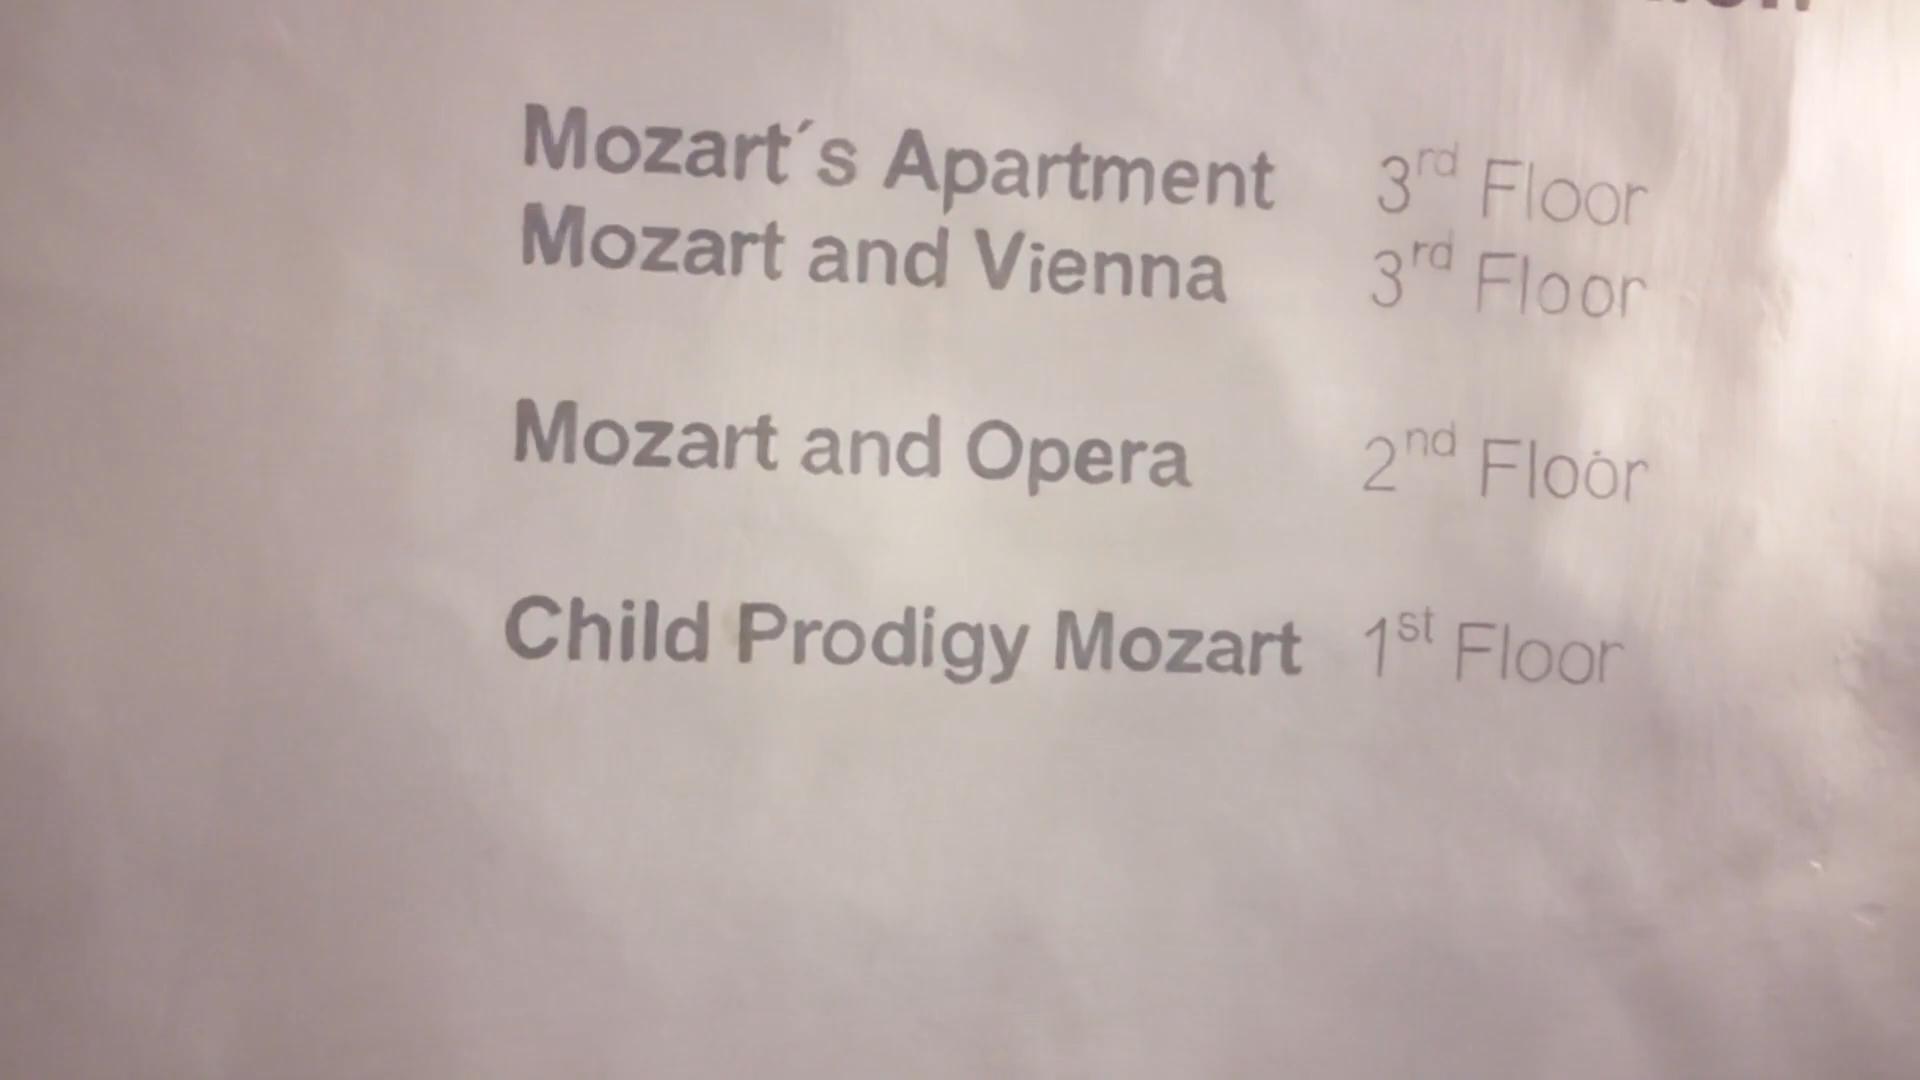 Mozart´s Apartment 3rd Floor
Mozart and Vienna 3rd Floor
Mozart and Opera 2nd Floor
Child Prodigy Mozart 1st Floor